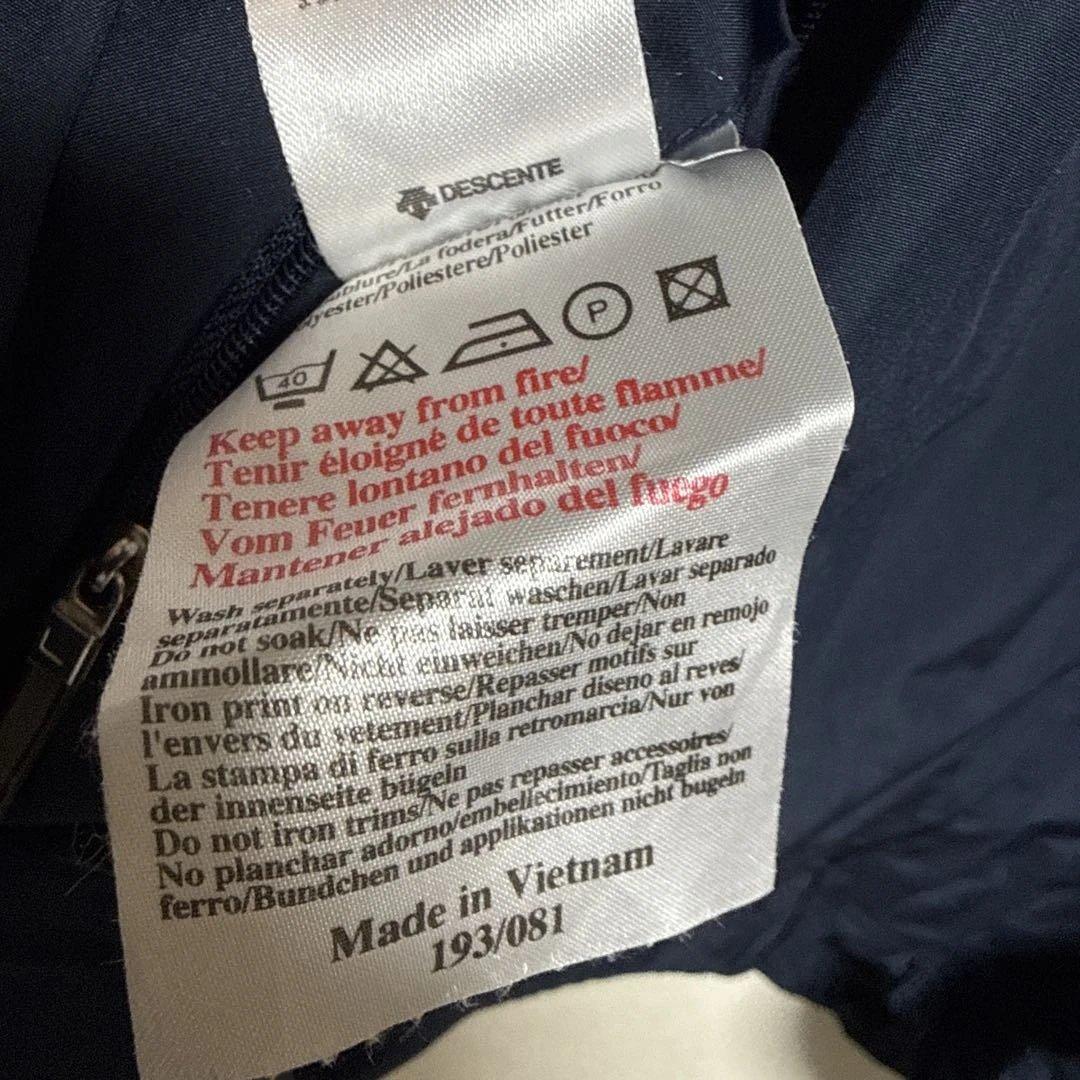 DESCENTE
fodera/Futter/Forro
Poliestere/Poliester
40
P
Keep away from fire/
Tenir éloigné de toute flamme/
Tenere lontano del fuoco/
Vom Feuer fernhalten/
Mantener alejado del fuego
Wash separately/Laver separement/Lavare
separatamente/Separat waschen/Lavar separado
Do not soak/Ne pas laisser tremper/Non
ammollare/Nicht einweichen/No dejar en remojo
Iron print on reverse/Repasser motifs sur
l'envers du vetement/Planchar diseno al reves/
La stampa di ferro sulla retromarcia/Nur von
der innenseite bügeln
Do not iron trims/Ne pas repasser accessoires/
No planchar adorno/embellecimiento/Taglia non
ferro/Bundchen und applikationen nicht bugeln
Made in Vietnam
193/081